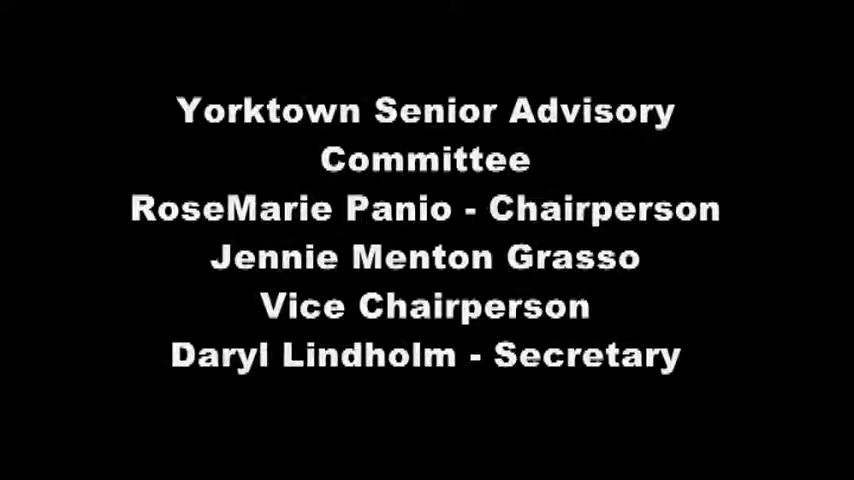 Yorktown Senior Advisory
Committee
RoseMarie Panio - Chairperson
Jennie Menton Grasso
Vice Chairperson
Daryl Lindholm - Secretary